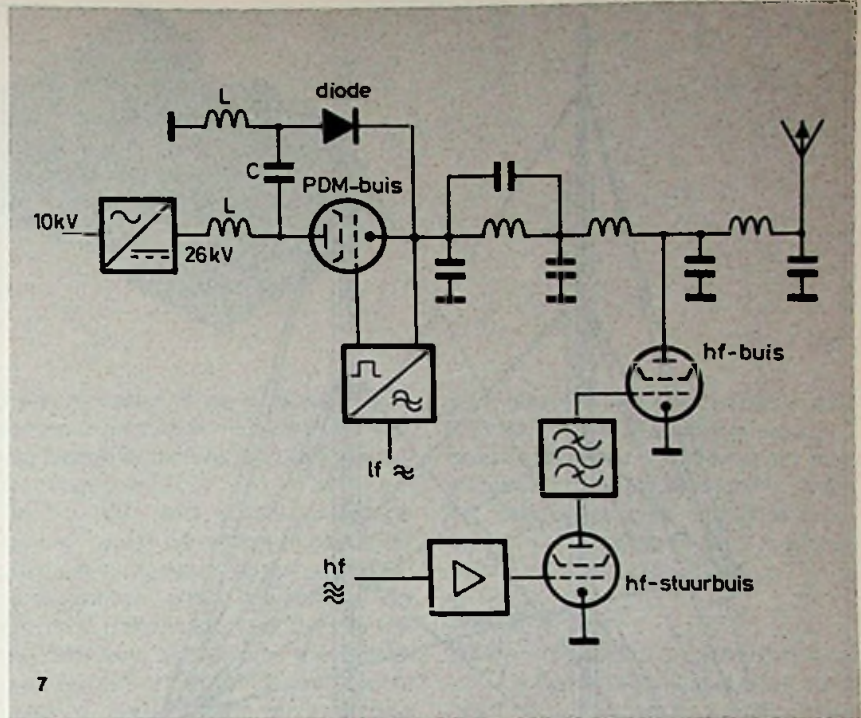 L
diode
C
PDM-buis
10kV
L
26kV
hf-buis
lf
hf
hf-stuurbuis
7